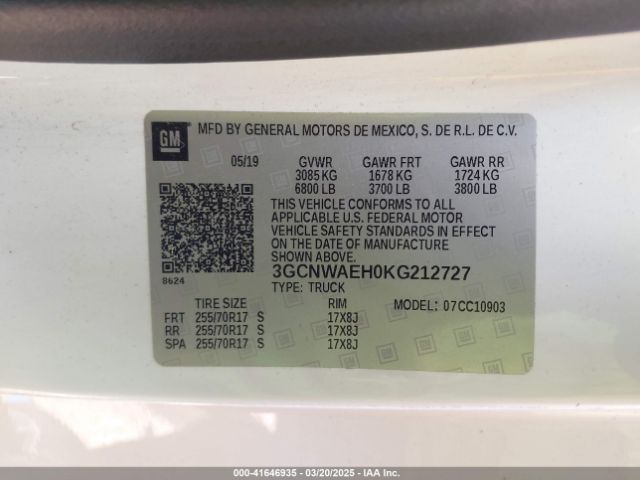 GM
MFD BY GENERAL MOTORS DE MEXICO, S. DE R.L. DE C.V.
05/19 GVWR GAWR FRT GAWR RR
3085 KG 1678 KG 1724 KG
6800 LB 3700 LB 3800 LB
THIS VEHICLE CONFORMS TO ALL
APPLICABLE U.S. FEDERAL MOTOR
VEHICLE SAFETY STANDARDS IN EFFECT
ON THE DATE OF MANUFACTURE
SHOWN ABOVE.
3GCNWAEH0KG212727
8624
TYPE: TRUCK
TIRE SIZE RIM MODEL: 07CC10903
FRT 255/70R17 S 17X8J
RR 255/70R17 S 17X8J
SPA 255/70R17 S 17X8J
000-41646935 - 03/20/2025 - IAAI.COM